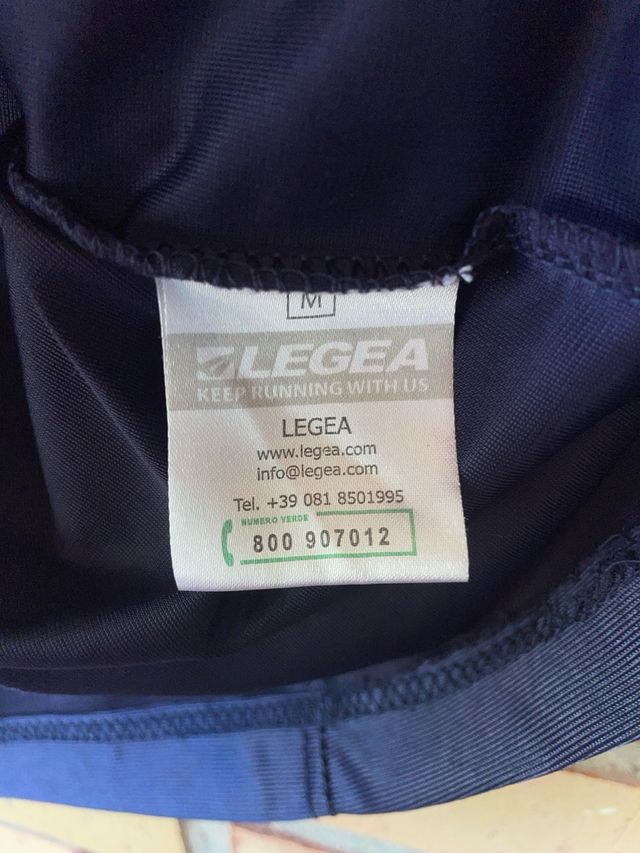 M
LEGEA
KEEP RUNNING WITH US
LEGEA
www.legea.com
info@legea.com
Tel. +39 081 8501995
NUMERO VERDE
800 907012